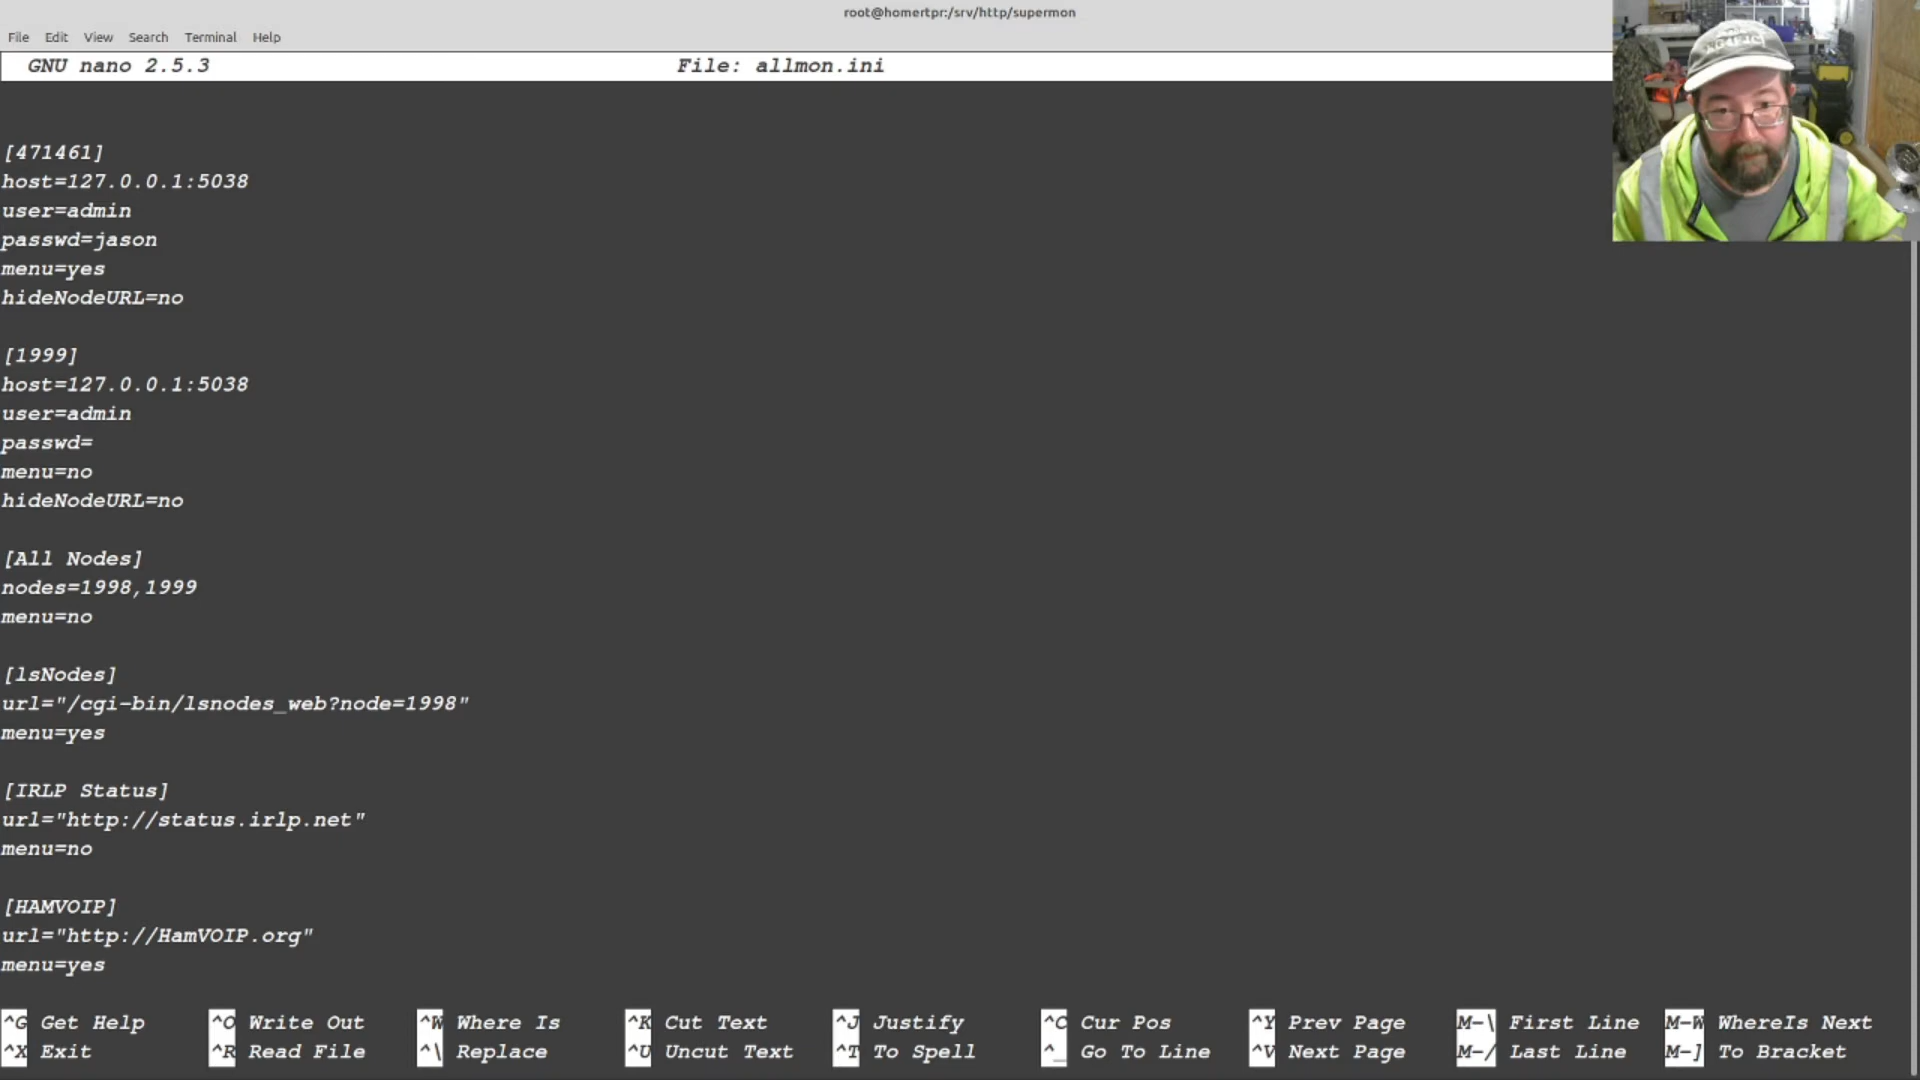 root@homertpr:/srv/http/supermon
File Edit View Search Terminal Help
GNU nano 2.5.3 File: allmon.ini
[471461]
host=127.0.0.1:5038
user=admin
passwd=jason
menu=yes
hideNodeURL=no
[1999]
host=127.0.0.1:5038
user=admin
passwd=
menu=no
hideNodeURL=no
[All Nodes]
nodes=1998,1999
menu=no
[lsNodes]
url="/cgi-bin/lsnodes_web?node=1998"
menu=yes
[IRLP Status]
url="http://status.irlp.net"
menu=no
[HAMVOIP]
url="http://HamVOIP.org"
menu=yes
^G Get Help ^O Write Out ^W Where Is ^K Cut Text ^J Justify ^C Cur Pos ^Y Prev Page M-\ First Line M-W WhereIs Next
^X Exit ^R Read File ^\ Replace ^U Uncut Text ^T To Spell ^_ Go To Line ^V Next Page M-/ Last Line M-] To Bracket